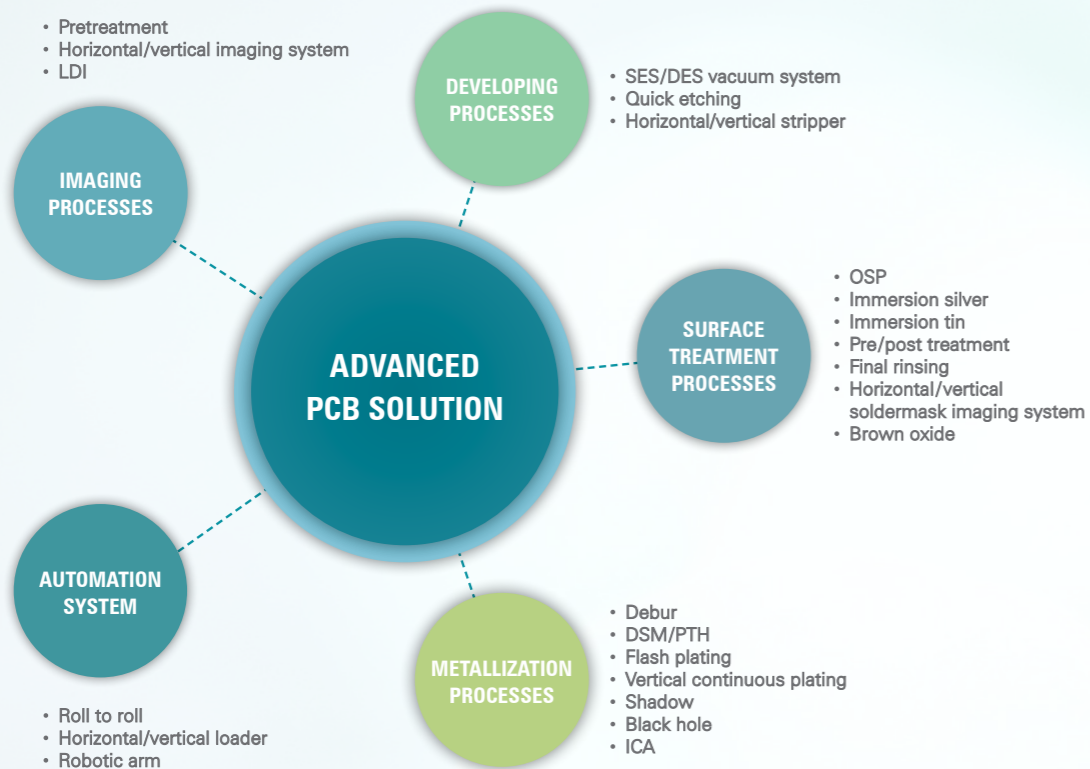 • Pretreatment
• Horizontal/vertical imaging system
• LDI
IMAGING
PROCESSES
DEVELOPING
PROCESSES
• SES/DES vacuum system
• Quick etching
• Horizontal/vertical stripper
ADVANCED
PCB SOLUTION
SURFACE
TREATMENT
PROCESSES
• OSP
• Immersion silver
• Immersion tin
• Pre/post treatment
• Final rinsing
• Horizontal/vertical
soldermask imaging system
• Brown oxide
AUTOMATION
SYSTEM
• Roll to roll
• Horizontal/vertical loader
• Robotic arm
METALLIZATION
PROCESSES
• Debur
• DSM/PTH
• Flash plating
• Vertical continuous plating
• Shadow
• Black hole
• ICA